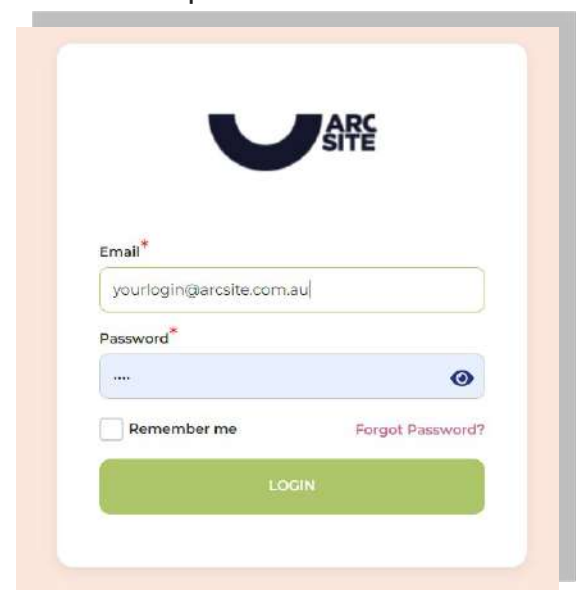 ARC
SITE
Email*
yourlogin@arcsite.com.au
Password*
....
Remember me
Forgot Password?
LOGIN